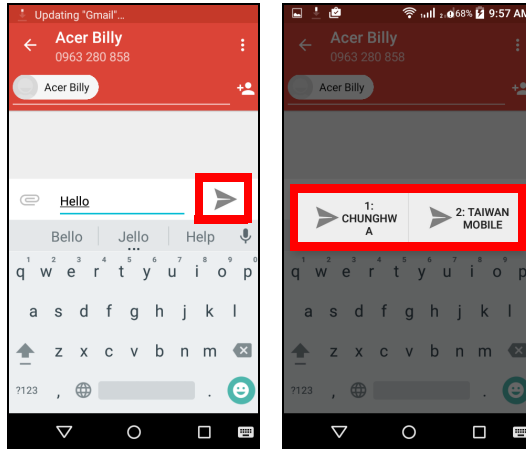 Updating "Gmail"...
Acer Billy
0963 280 858
Acer Billy
Hello
Bello Jello Help
1 2 3 4 5 6 7 8 9 0
q w e r t y u i o p
a s d f g h j k l
z x c v b n m
?123 , .
68% 9:57 AM
Acer Billy
0963 280 858
Acer Billy
1:
CHUNGHW
A
2: TAIWAN
MOBILE
1 2 3 4 5 6 7 8 9
q w e r t y u i o p
a s d f g h j k l
z x c v b n m
?123 , .